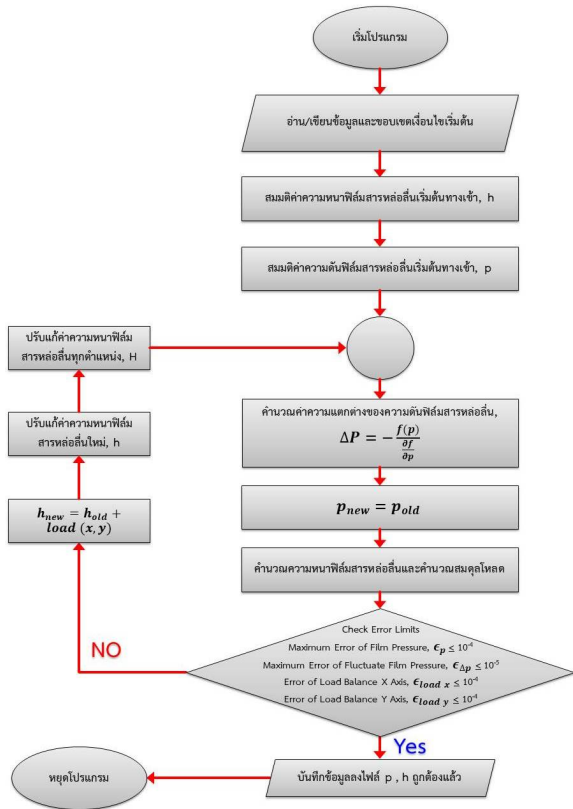 เริ่มโปรแกรม
อ่าน/เขียนข้อมูลและขอบเขตเงื่อนไขเริ่มต้น
สมมติค่าความหนาฟิล์มสารหล่อลื่นเริ่มต้นทางเข้า, h
สมมติค่าความดันฟิล์มสารหล่อลื่นเริ่มต้นทางเข้า, p
ปรับแก้ค่าความหนาฟิล์ม
สารหล่อลื่นทุกตำแหน่ง, H
ปรับแก้ค่าความหนาฟิล์ม
สารหล่อลื่นใหม่, h
h_new = h_old +
load (x, y)
คำนวณค่าความแตกต่างของความดันฟิล์มสารหล่อลื่น,
ΔP = − f(p) / (∂f/∂p)
p_new = p_old
คำนวณความหนาฟิล์มสารหล่อลื่นและคำนวณสมดุลโหลด
Check Error Limits
Maximum Error of Film Pressure, ϵ_p ≤ 10⁻⁴
Maximum Error of Fluctuate Film Pressure, ϵ_Δp ≤ 10⁻⁵
Error of Load Balance X Axis, ϵ_load x ≤ 10⁻⁴
Error of Load Balance Y Axis, ϵ_load y ≤ 10⁻⁴
NO
Yes
บันทึกข้อมูลลงไฟล์ p , h ถูกต้องแล้ว
หยุดโปรแกรม